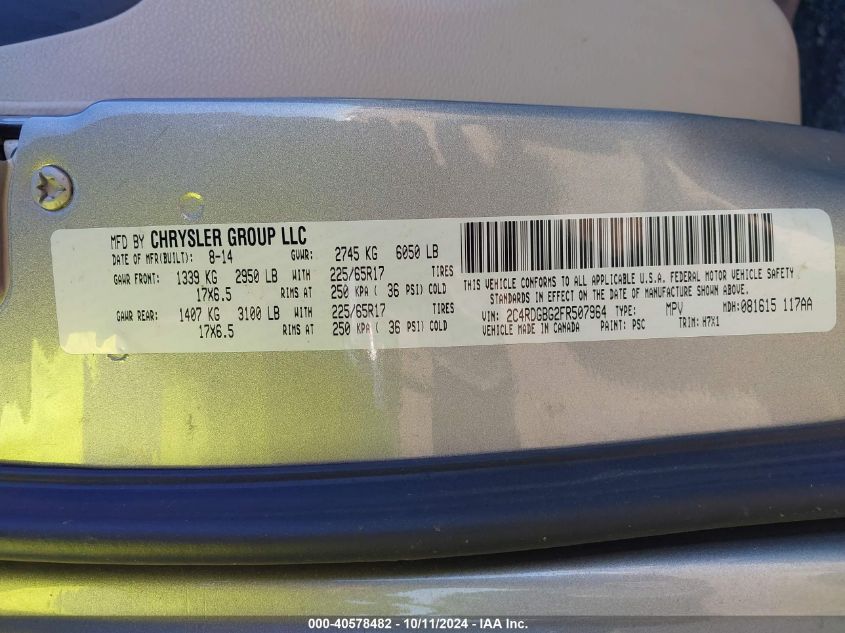 MFD BY CHRYSLER GROUP LLC
DATE OF MFR(BUILT): 8-14 GVWR: 2745 KG 6050 LB
GAWR FRONT: 1339 KG 2950 LB WITH 225/65R17 TIRES
17X6.5 RIMS AT 250 KPA ( 36 PSI) COLD
GAWR REAR: 1407 KG 3100 LB WITH 225/65R17 TIRES
17X6.5 RIMS AT 250 KPA ( 36 PSI) COLD
THIS VEHICLE CONFORMS TO ALL APPLICABLE U.S.A. FEDERAL MOTOR VEHICLE SAFETY
STANDARDS IN EFFECT ON THE DATE OF MANUFACTURE SHOWN ABOVE.
VIN: 2C4RDGBG2FR507964 TYPE: MPV MDH: 081615 117AA
VEHICLE MADE IN CANADA PAINT: PSC TRIM: H7X1
000-40578482 - 10/11/2024 - IAA Inc.